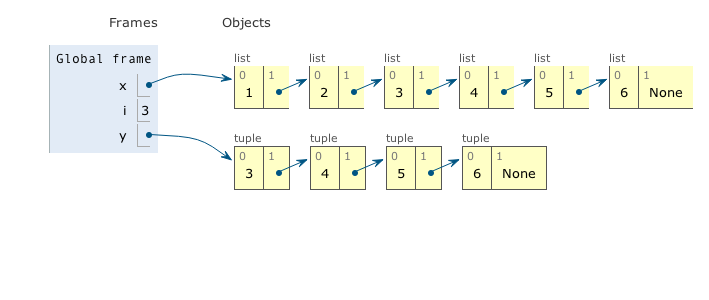 Frames Objects
Global frame
x
i 3
y
list list list list list list
0 1 0 1 0 1 0 1 0 1 0 1
1 2 3 4 5 6 None
tuple tuple tuple tuple
0 1 0 1 0 1 0 1
3 4 5 6 None